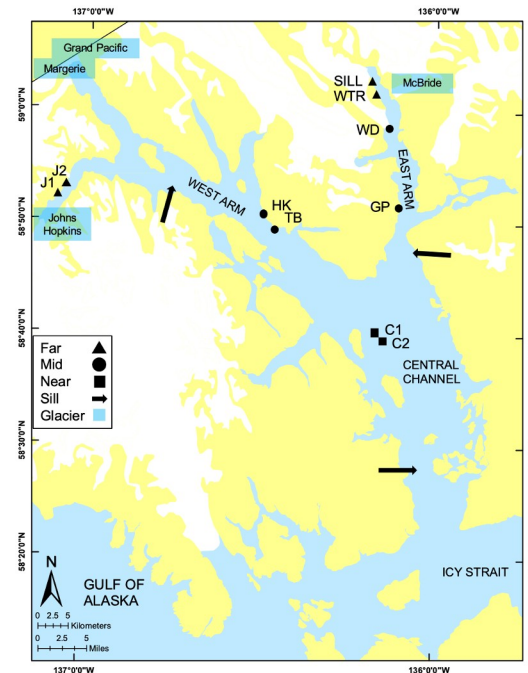 137°0'0"W
136°0'0"W
Grand Pacific
Margerie
59°0'0"N
SILL
WTR
McBride
WD
EAST ARM
J2
J1
WEST ARM
HK
TB
GP
58°50'0"N
Johns
Hopkins
58°40'0"N
C1
C2
Far
Mid
Near
Sill
Glacier
CENTRAL
CHANNEL
58°30'0"N
58°20'0"N
N
GULF OF
ALASKA
ICY STRAIT
0 2.5 5
Kilometers
0 2.5 5
Miles
137°0'0"W
136°0'0"W